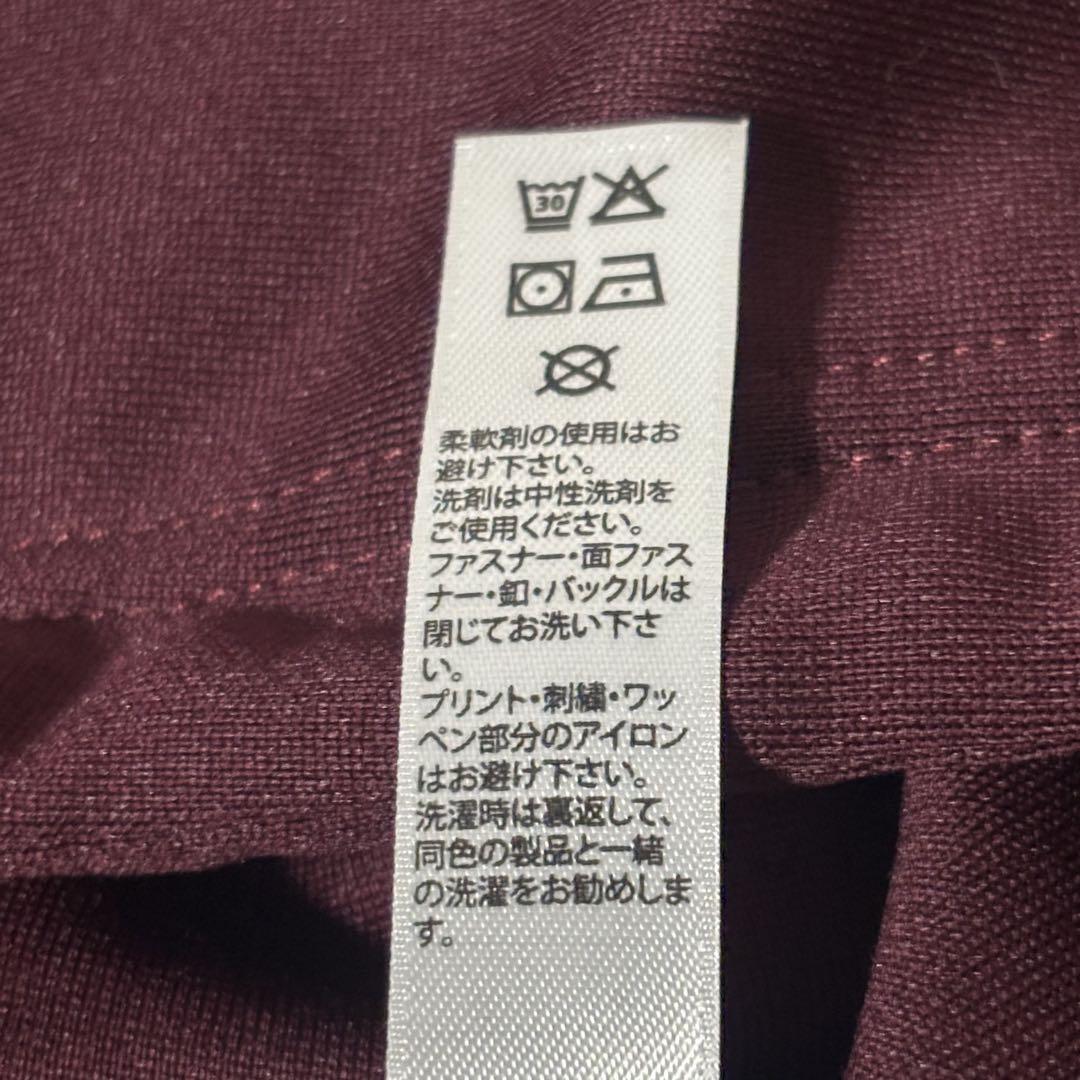 30
柔軟剤の使用はお
避け下さい。
洗剤は中性洗剤を
ご使用ください。
ファスナー・面ファス
ナー・釦・バックルは
閉じてお洗い下さ
い。
プリント・刺繍・ワッ
ペン部分のアイロン
はお避け下さい。
洗濯時は裏返して、
同色の製品と一緒
の洗濯をお勧めしま
す。